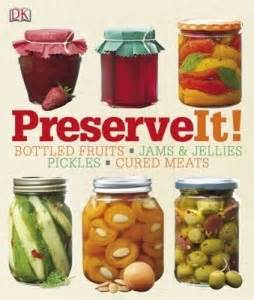 DK
PreserveIt!
BOTTLED FRUITS ▪ JAMS & JELLIES
PICKLES ▪ CURED MEATS